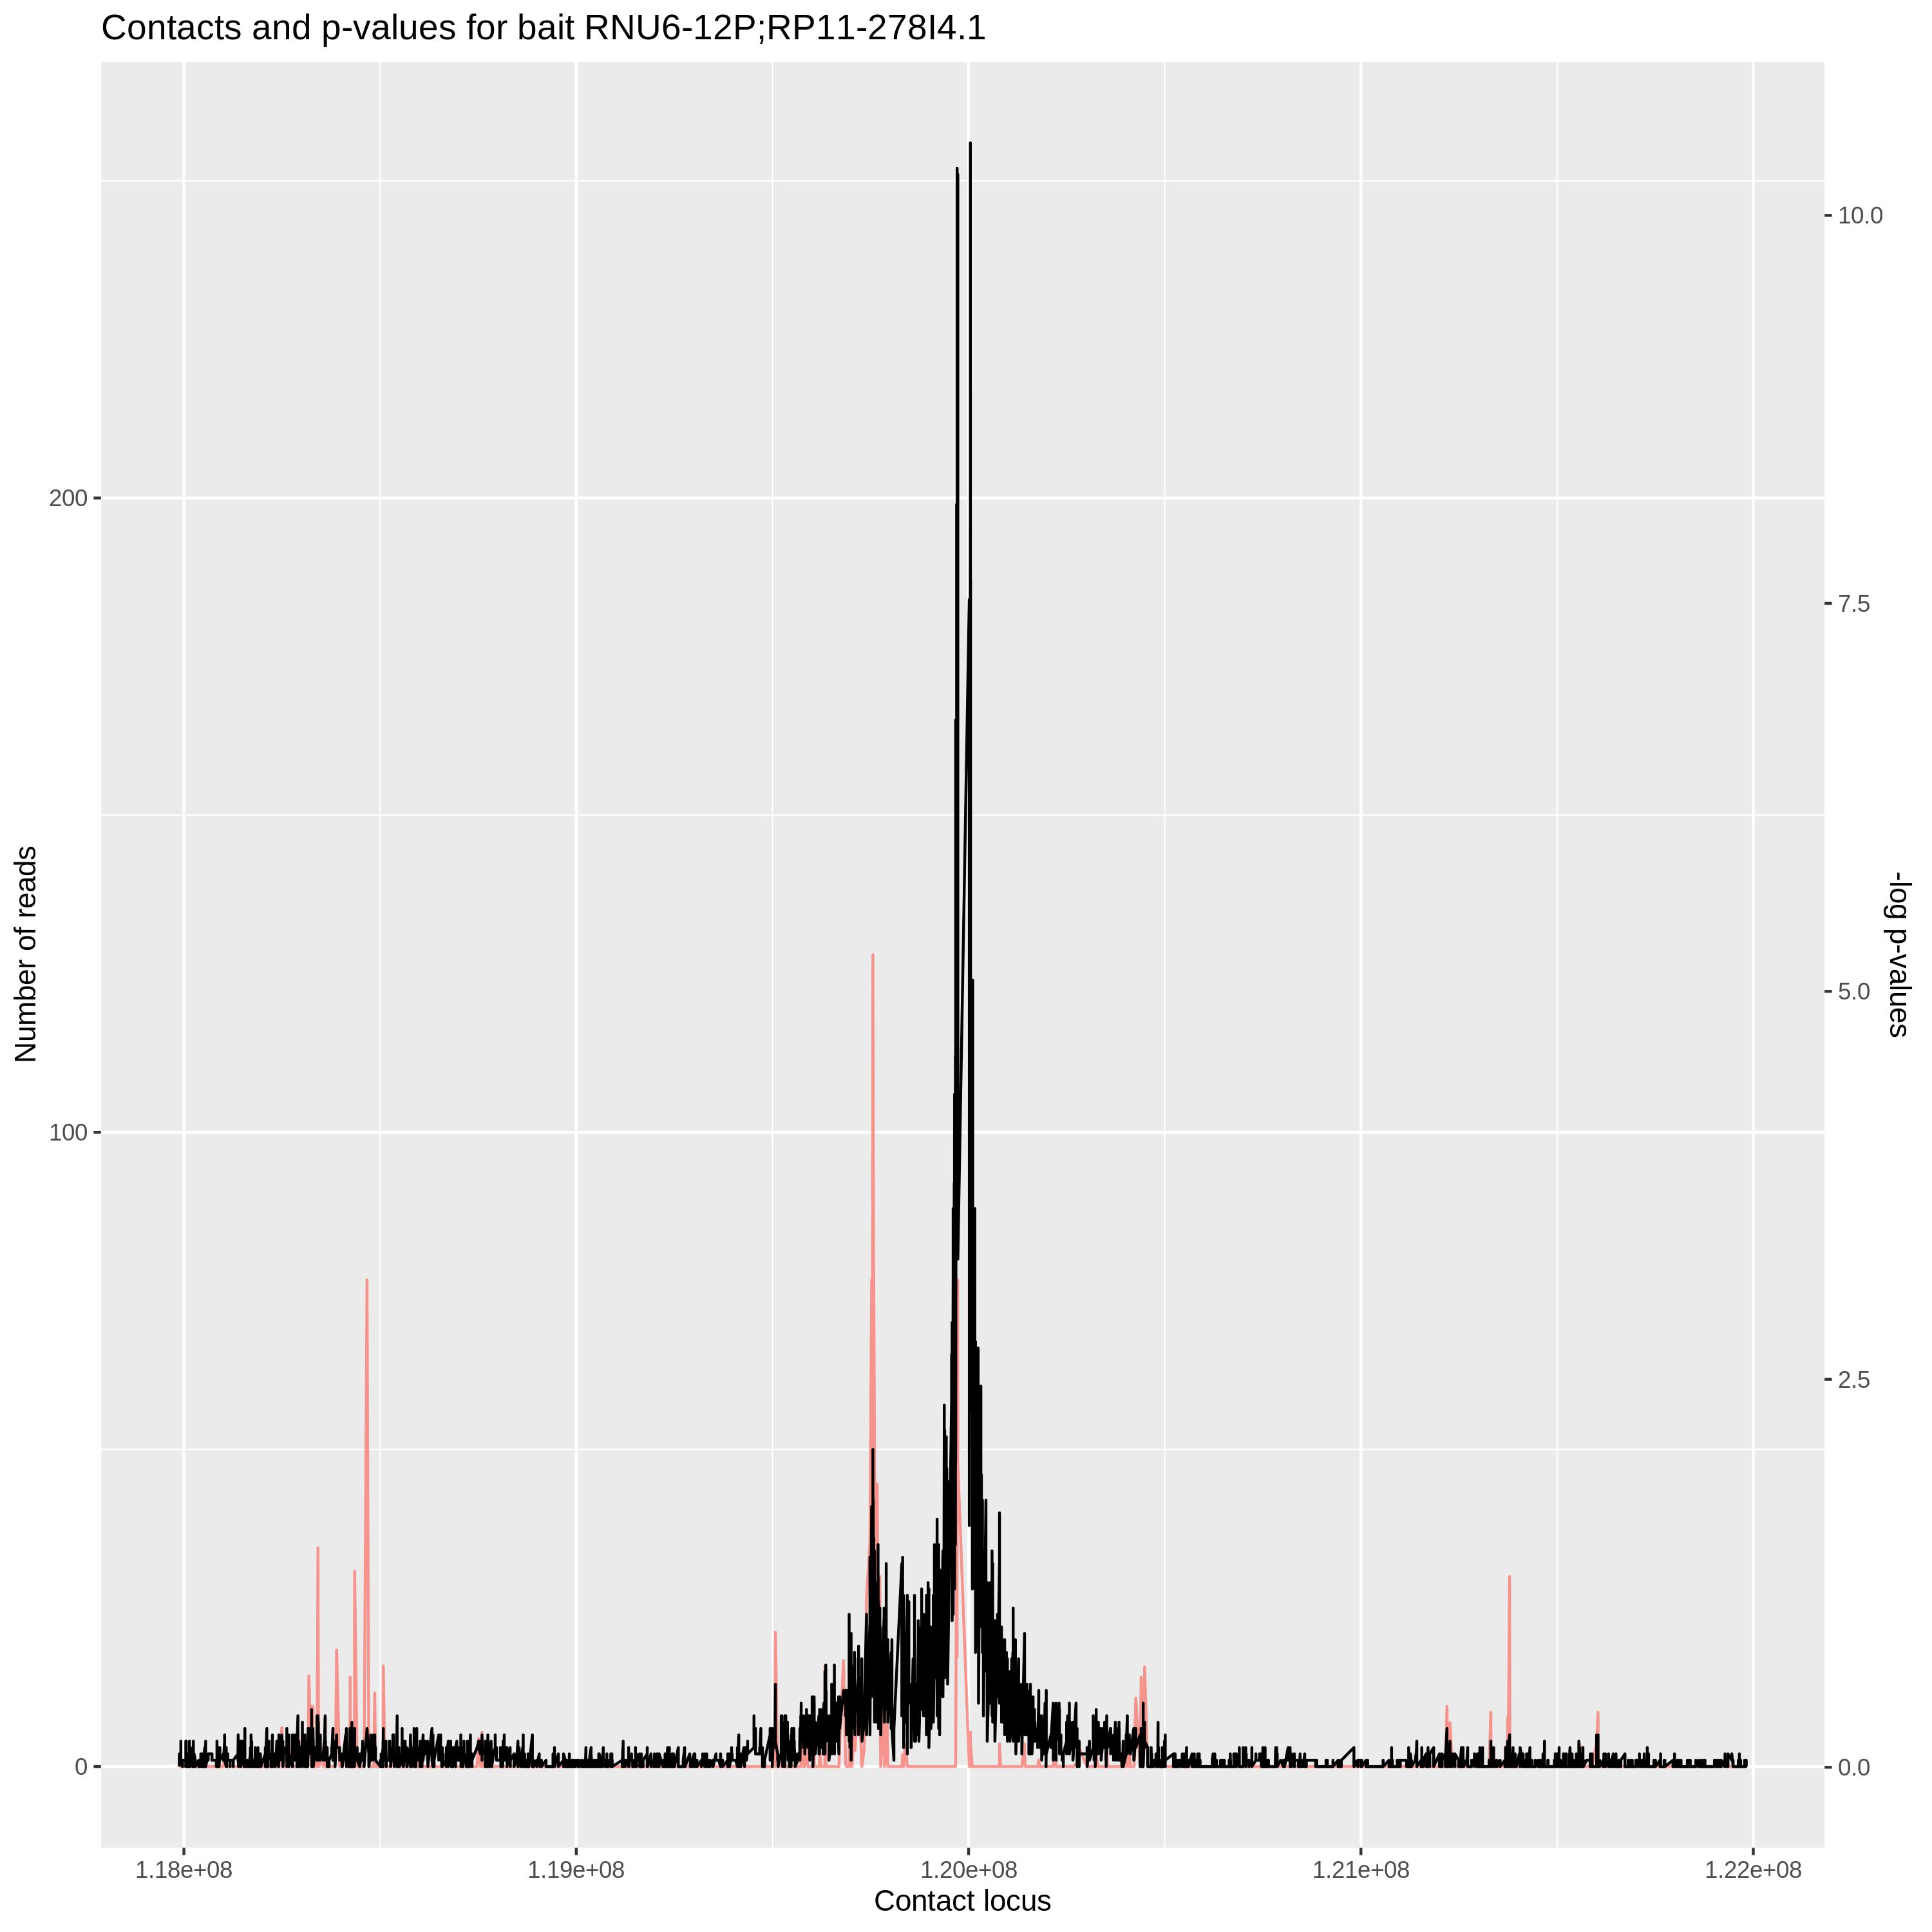 Contacts and p-values for bait RNU6-12P;RP11-278I4.1
Number of reads
200
100
0
10.0
7.5
5.0
2.5
0.0
-log p-values
1.18e+08 1.19e+08 1.20e+08 1.21e+08 1.22e+08
Contact locus